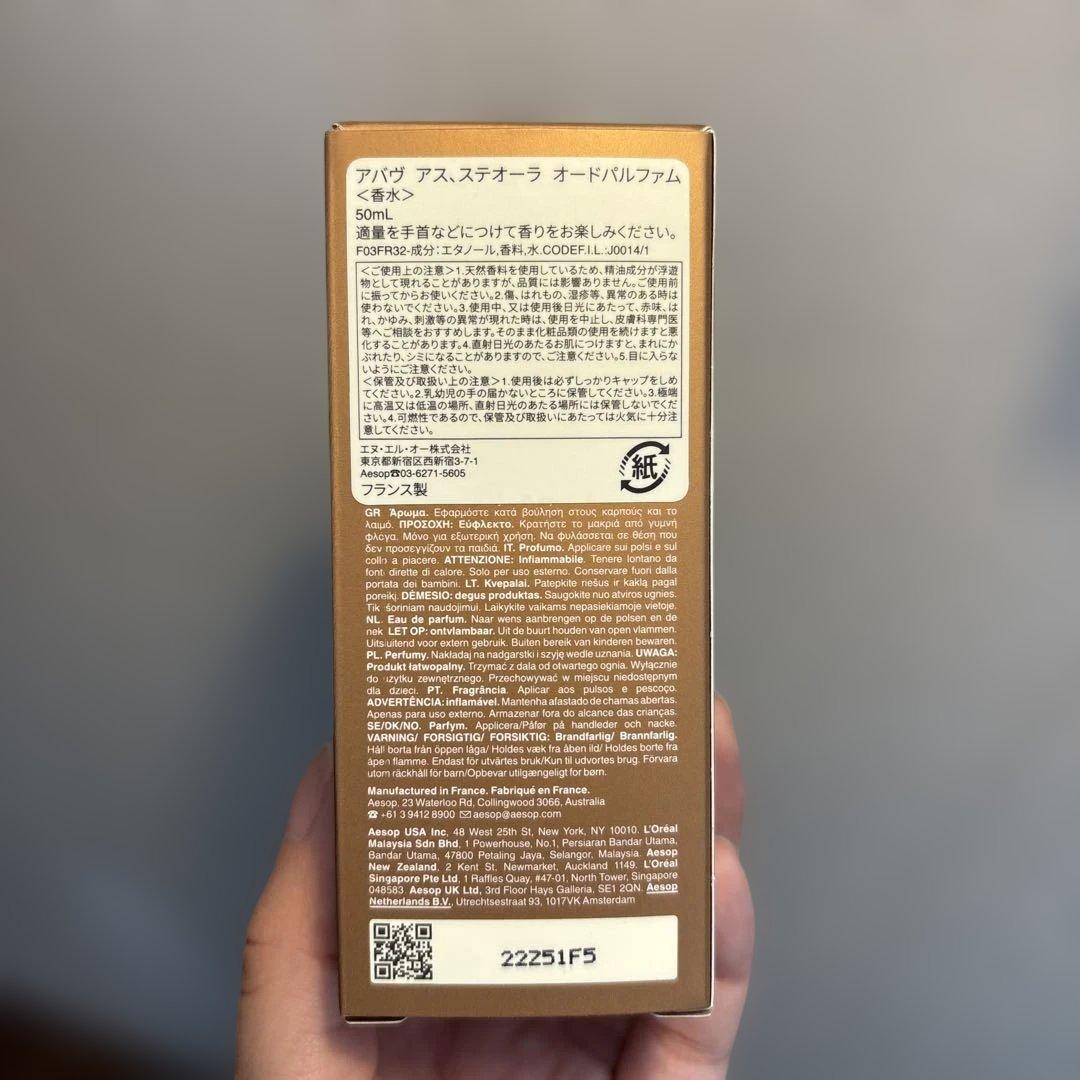 アバヴ アス、ステオーラ オードパルファム
＜香水＞
50mL
適量を手首などにつけて香りをお楽しみください。
F03FR32-成分：エタノール,香料,水.CODEF.I.L.:J0014/1
＜ご使用上の注意＞1.天然香料を使用しているため、精油成分が浮遊
物として現れることがありますが、品質には影響ありません。ご使用前
に振ってからお使いください。2.傷、はれもの、湿疹等、異常のある時は
使わないでください。3.使用中、又は使用後日光にあたって、赤味、は
れ、かゆみ、刺激等の異常が現れた時は、使用を中止し、皮膚科専門医
等へご相談をおすすめします。そのまま化粧品類の使用を続けますと悪
化することがあります。4.直射日光のあたるお肌につけますと、まれにか
ぶれたり、シミになることがありますので、ご注意ください。5.目に入らな
いようにご注意ください。
＜保管及び取扱い上の注意＞1.使用後は必ずしっかりキャップをしめ
てください。2.乳幼児の手の届かないところに保管してください。3.極端
に高温又は低温の場所、直射日光のあたる場所には保管しないでくだ
さい。4.可燃性であるので、保管及び取扱いにあたっては火気に十分注
意してください。
エヌ・エル・オー株式会社
東京都新宿区西新宿3-7-1
Aesop☎03-6271-5605
フランス製
紙
GR Άρωμα. Εφαρμόστε κατά βούληση στους καρπούς και το
λαιμό. ΠΡΟΣΟΧΗ: Εύφλεκτο. Κρατήστε το μακριά από γυμνή
φλόγα. Μόνο για εξωτερική χρήση. Να φυλάσσεται σε θέση που
δεν προσεγγίζουν τα παιδιά. IT. Profumo. Applicare sui polsi e sul
collo a piacere. ATTENZIONE: Infiammabile. Tenere lontano da
fonti dirette di calore. Solo per uso esterno. Conservare fuori dalla
portata dei bambini. LT. Kvepalai. Patepkite riešus ir kaklą pagal
poreikį. DĖMESIO: degus produktas. Saugokite nuo atviros ugnies.
Tik išoriniam naudojimui. Laikykite vaikams nepasiekiamoje vietoje.
NL. Eau de parfum. Naar wens aanbrengen op de polsen en de
nek. LET OP: ontvlambaar. Uit de buurt houden van open vlammen.
Uitsluitend voor extern gebruik. Buiten bereik van kinderen bewaren.
PL. Perfumy. Nakładaj na nadgarstki i szyję wedle uznania. UWAGA:
Produkt łatwopalny. Trzymać z dala od otwartego ognia. Wyłącznie
do użytku zewnętrznego. Przechowywać w miejscu niedostępnym
dla dzieci. PT. Fragrância. Aplicar aos pulsos e pescoço.
ADVERTÊNCIA: inflamável. Mantenha afastado de chamas abertas.
Apenas para uso externo. Armazenar fora do alcance das crianças.
SE/DK/NO. Parfym. Applicera/Påfør på handleder och nacke.
VARNING/ FORSIGTIG/ FORSIKTIG: Brandfarlig/ Brannfarlig.
Håll borta från öppen låga/ Holdes væk fra åben ild/ Holdes borte fra
åpen flamme. Endast för utvärtes bruk/Kun til udvortes brug. Förvara
utom räckhåll för barn/Opbevar utilgængeligt for børn.
Manufactured in France. Fabriqué en France.
Aesop, 23 Waterloo Rd, Collingwood 3066, Australia
☎ +61 3 9412 8900 ✉ aesop@aesop.com
Aesop USA Inc, 48 West 25th St, New York, NY 10010. L'Oréal
Malaysia Sdn Bhd, 1 Powerhouse, No.1, Persiaran Bandar Utama,
Bandar Utama, 47800 Petaling Jaya, Selangor, Malaysia. Aesop
New Zealand, 2 Kent St. Newmarket, Auckland 1149. L'Oréal
Singapore Pte Ltd, 1 Raffles Quay, #47-01, North Tower, Singapore
048583. Aesop UK Ltd, 3rd Floor Hays Galleria, SE1 2QN. Aesop
Netherlands B.V., Utrechtsestraat 93, 1017VK Amsterdam
22Z51F5